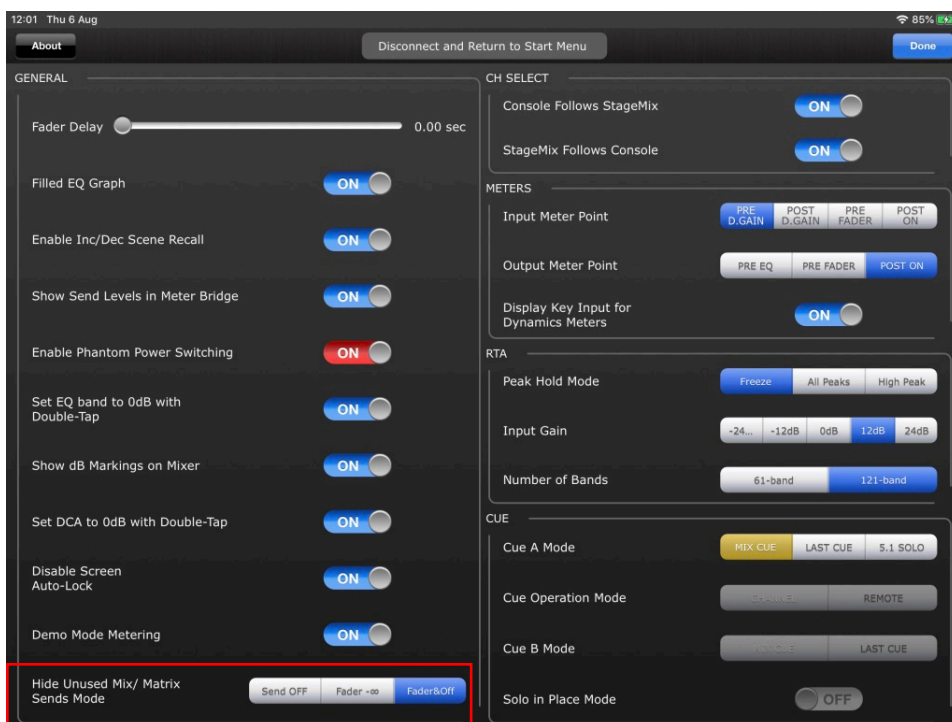 12:01 Thu 6 Aug 85%
About Disconnect and Return to Start Menu Done
GENERAL
Fader Delay 0.00 sec
Filled EQ Graph ON
Enable Inc/Dec Scene Recall ON
Show Send Levels in Meter Bridge ON
Enable Phantom Power Switching ON
Set EQ band to 0dB with
Double-Tap ON
Show dB Markings on Mixer ON
Set DCA to 0dB with Double-Tap ON
Disable Screen
Auto-Lock ON
Demo Mode Metering ON
Hide Unused Mix/ Matrix
Sends Mode Send OFF Fader -∞ Fader&Off
CH SELECT
Console Follows StageMix ON
StageMix Follows Console ON
METERS
Input Meter Point PRE D.GAIN POST D.GAIN PRE FADER POST ON
Output Meter Point PRE EQ PRE FADER POST ON
Display Key Input for
Dynamics Meters ON
RTA
Peak Hold Mode Freeze All Peaks High Peak
Input Gain -24... -12dB 0dB 12dB 24dB
Number of Bands 61-band 121-band
CUE
Cue A Mode MIX CUE LAST CUE 5.1 SOLO
Cue Operation Mode CHANNEL REMOTE
Cue B Mode MIX CUE LAST CUE
Solo in Place Mode OFF